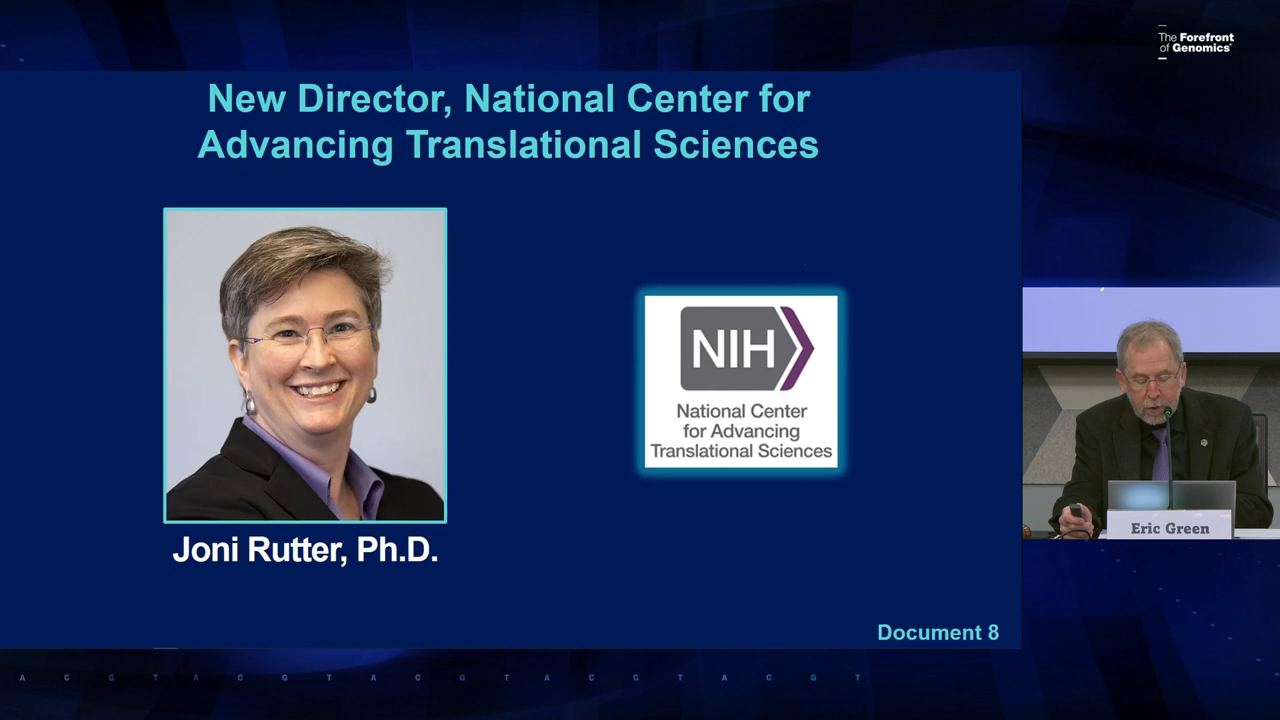 The Forefront
of Genomics®
New Director, National Center for
Advancing Translational Sciences
NIH
National Center
for Advancing
Translational Sciences
Joni Rutter, Ph.D.
Eric Green
Document 8
A C G T A C G T A C G T A C G T A C G T